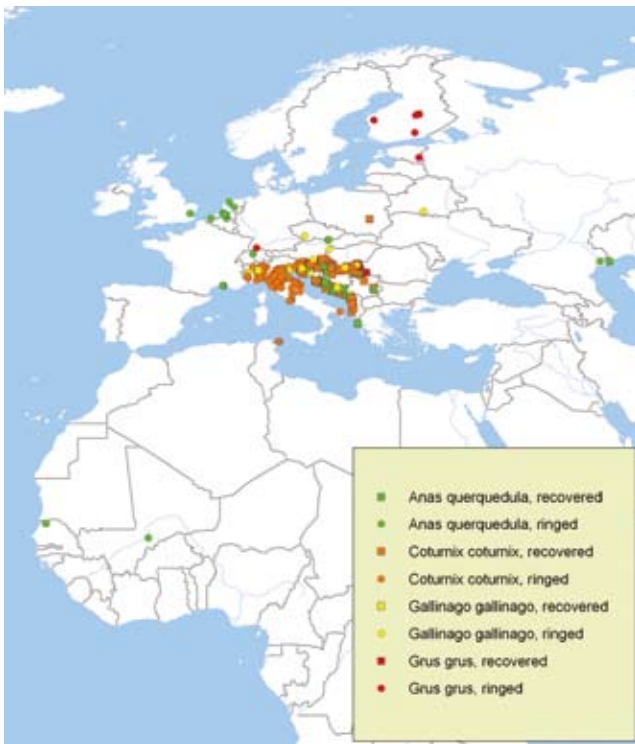 Anas querquedula, recovered
Anas querquedula, ringed
Coturnix coturnix, recovered
Coturnix coturnix, ringed
Gallinago gallinago, recovered
Gallinago gallinago, ringed
Grus grus, recovered
Grus grus, ringed